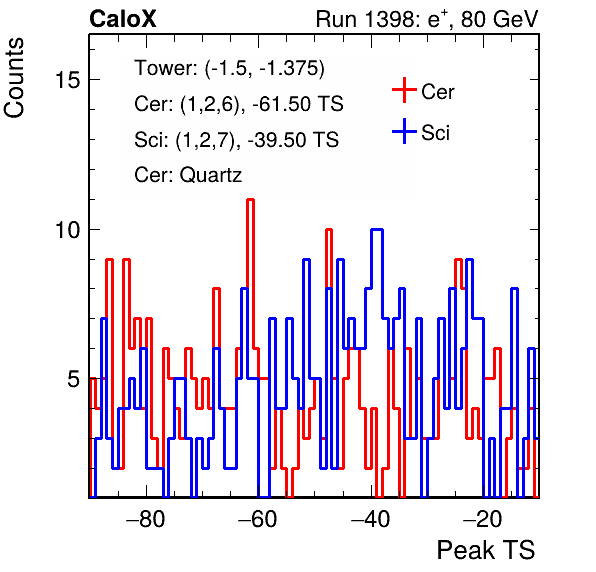 CaloX Run 1398: e⁺, 80 GeV
Counts
Tower: (-1.5, -1.375)
Cer: (1,2,6), -61.50 TS
Sci: (1,2,7), -39.50 TS
Cer: Quartz
Cer
Sci
15
10
5
−80 −60 −40 −20
Peak TS